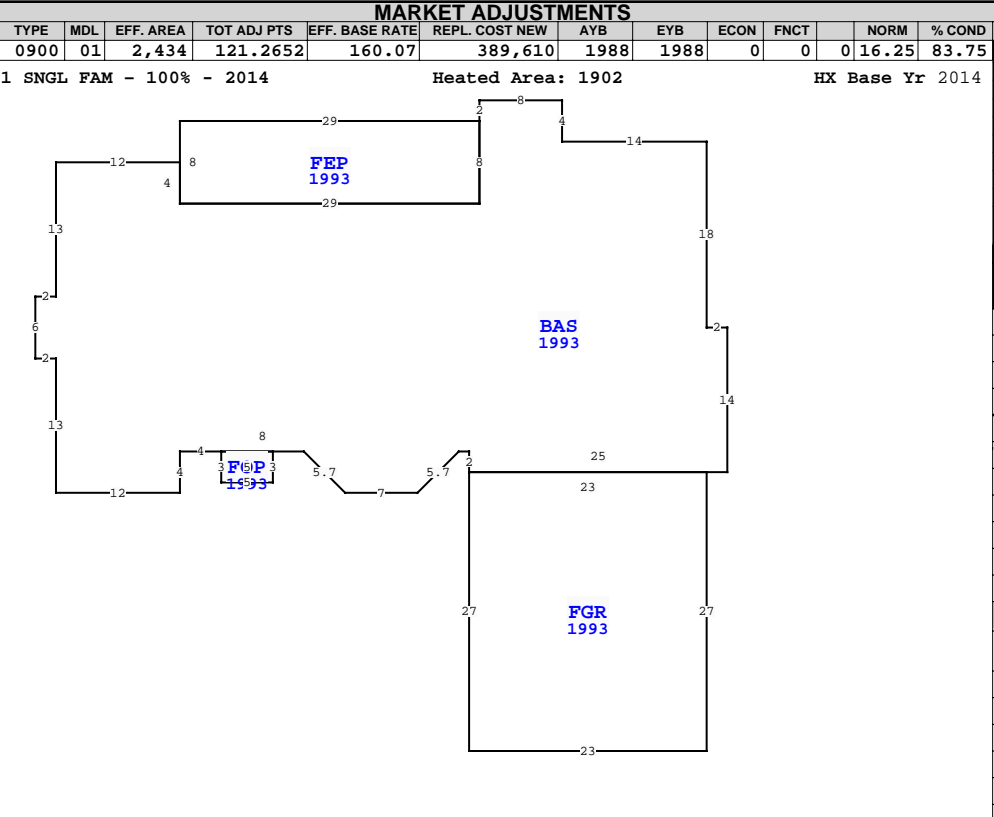 MARKET ADJUSTMENTS
TYPE MDL EFF. AREA TOT ADJ PTS EFF. BASE RATE REPL. COST NEW AYB EYB ECON FNCT NORM % COND
0900 01 2,434 121.2652 160.07 389,610 1988 1988 0 0 0 16.25 83.75
1 SNGL FAM - 100% - 2014 Heated Area: 1902 HX Base Yr 2014
8
2
29 4
14
12 8 FEP 8
1993
4
29
13 18
2
6 BAS 2
1993
2
14
13
8
4 25
3 FOP 5 3 2
4 5.7 5.7
1993 5
12 7 23
27 FGR 27
1993
23